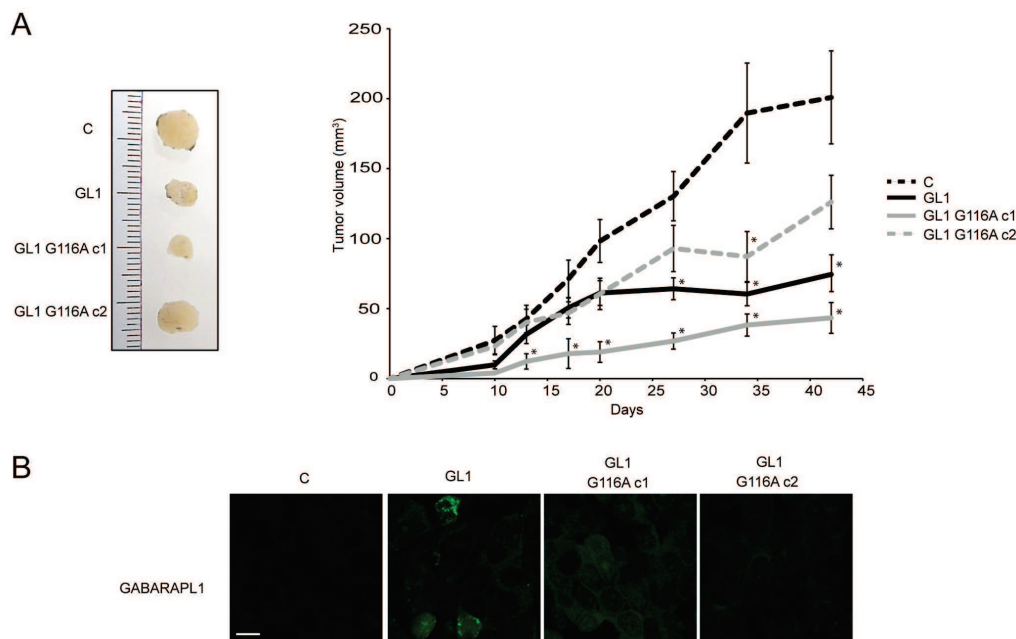 A
C
GL1
GL1 G116A c1
GL1 G116A c2
Tumor volume (mm³)
250
200
150
100
50
0
* * * * * * * * * *
0 5 10 15 20 25 30 35 40 45
Days
C
GL1
GL1 G116A c1
GL1 G116A c2
B
C
GL1
GL1
G116A c1
GL1
G116A c2
GABARAPL1